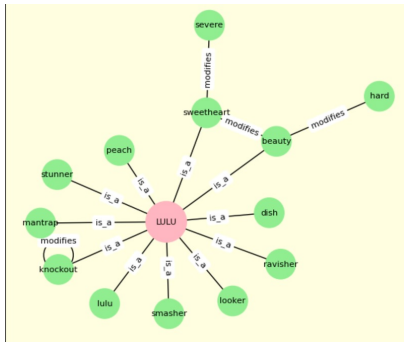 severe
modifies
hard
sweetheart
modifies
modifies
beauty
peach
stunner
is_a
is_a
is_a
is_a
is_a
dish
mantrap
is_a
LULU
is_a
modifies
is_a
is_a
ravisher
knockout
is_a
is_a
is_a
lulu
smasher
looker